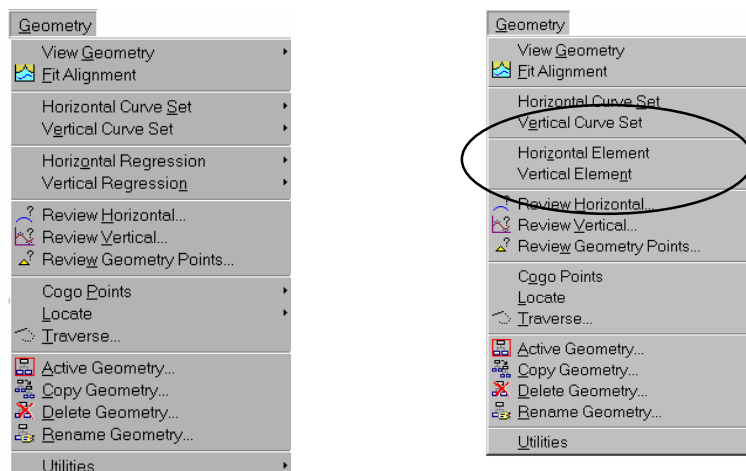 Geometry
View Geometry
Fit Alignment
Horizontal Curve Set
Vertical Curve Set
Horizontal Regression
Vertical Regression
Review Horizontal...
Review Vertical...
Review Geometry Points...
Cogo Points
Locate
Traverse...
Active Geometry...
Copy Geometry...
Delete Geometry...
Rename Geometry...
Utilities
Geometry
View Geometry
Fit Alignment
Horizontal Curve Set
Vertical Curve Set
Horizontal Element
Vertical Element
Review Horizontal...
Review Vertical...
Review Geometry Points...
Cogo Points
Locate
Traverse...
Active Geometry...
Copy Geometry...
Delete Geometry...
Rename Geometry...
Utilities